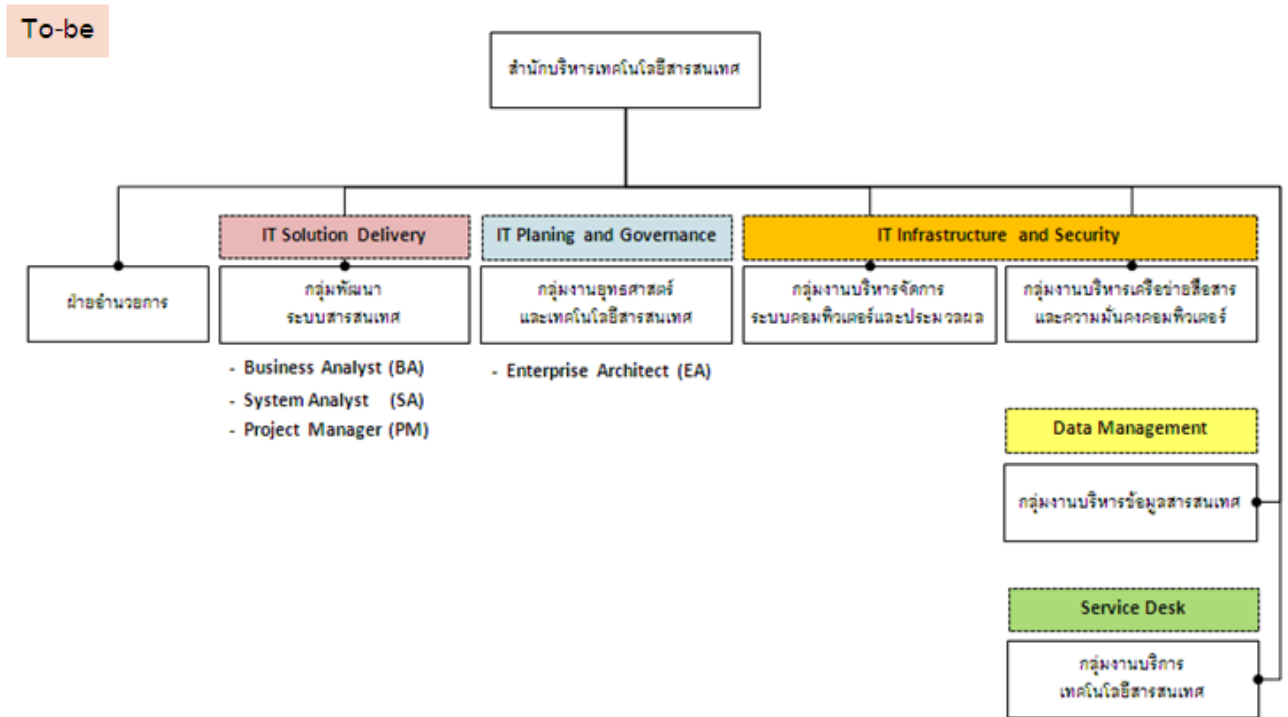 To-be
สำนักบริหารเทคโนโลยีสารสนเทศ
IT Solution Delivery
IT Planing and Governance
IT Infrastructure and Security
ฝ่ายอำนวยการ
กลุ่มพัฒนา
ระบบสารสนเทศ
กลุ่มงานยุทธศาสตร์
และเทคโนโลยีสารสนเทศ
กลุ่มงานบริหารจัดการ
ระบบคอมพิวเตอร์และประมวลผล
กลุ่มงานบริหารเครือข่ายสื่อสาร
และความมั่นคงคอมพิวเตอร์
- Business Analyst (BA)
- System Analyst (SA)
- Project Manager (PM)
- Enterprise Architect (EA)
Data Management
กลุ่มงานบริหารข้อมูลสารสนเทศ
Service Desk
กลุ่มงานบริการ
เทคโนโลยีสารสนเทศ